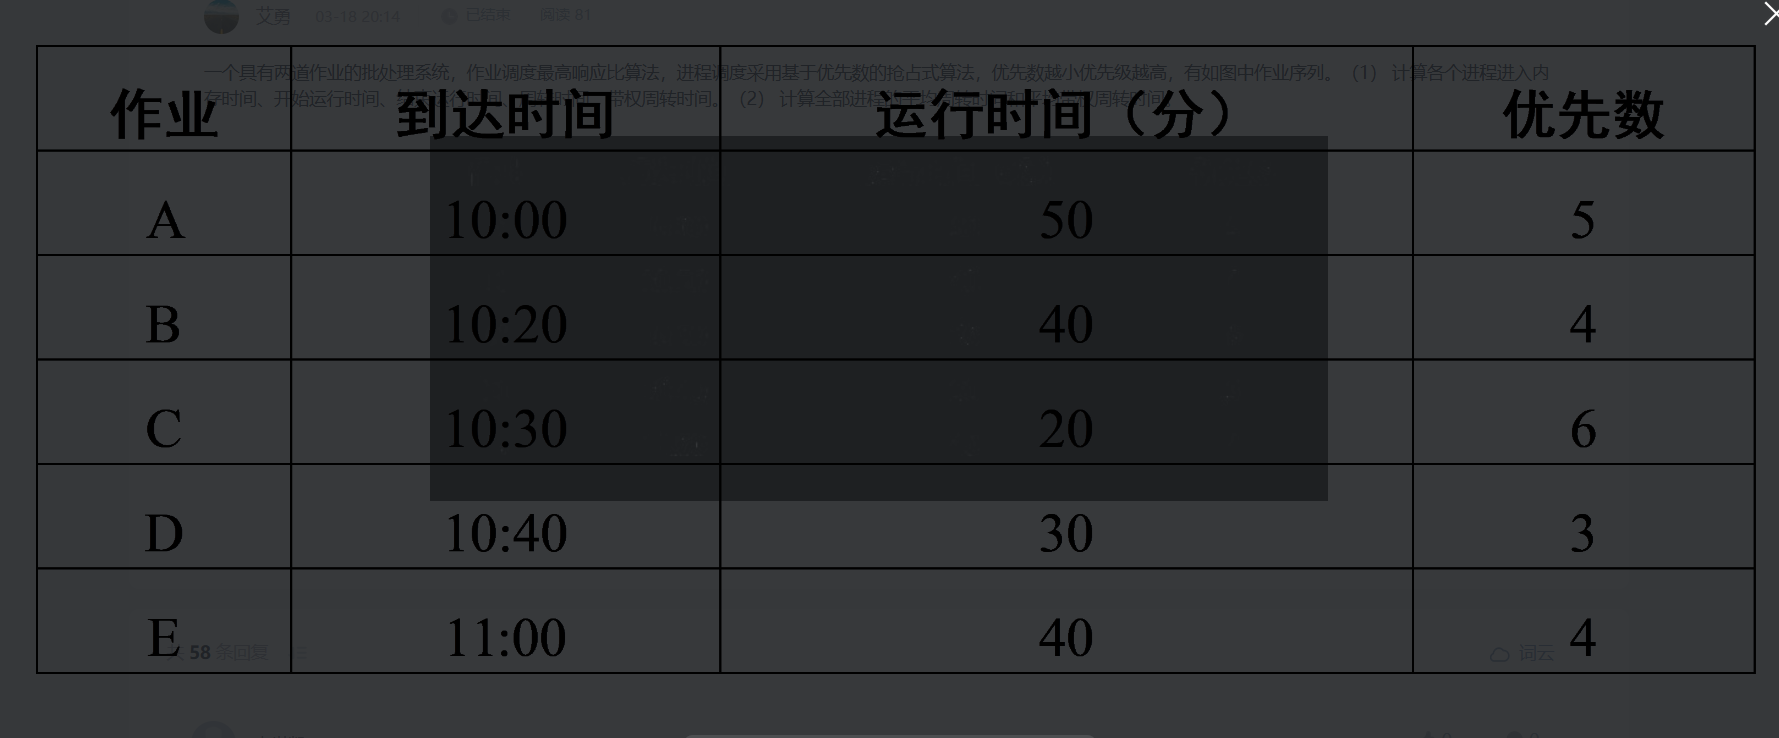 艾勇 03-18 20:14 已结束 阅读 81
一个具有两道作业的批处理系统，作业调度最高响应比算法，进程调度采用基于优先数的抢占式算法，优先数越小优先级越高，有如图中作业序列。（1） 计算各个进程进入内
存时间、开始运行时间、 带权周转时间。（2） 计算全部进程
作业 到达时间 运行时间（分） 优先数
A 10:00 50 5
B 10:20 40 4
C 10:30 20 6
D 10:40 30 3
E 11:00 40 4
58 条回复 词云